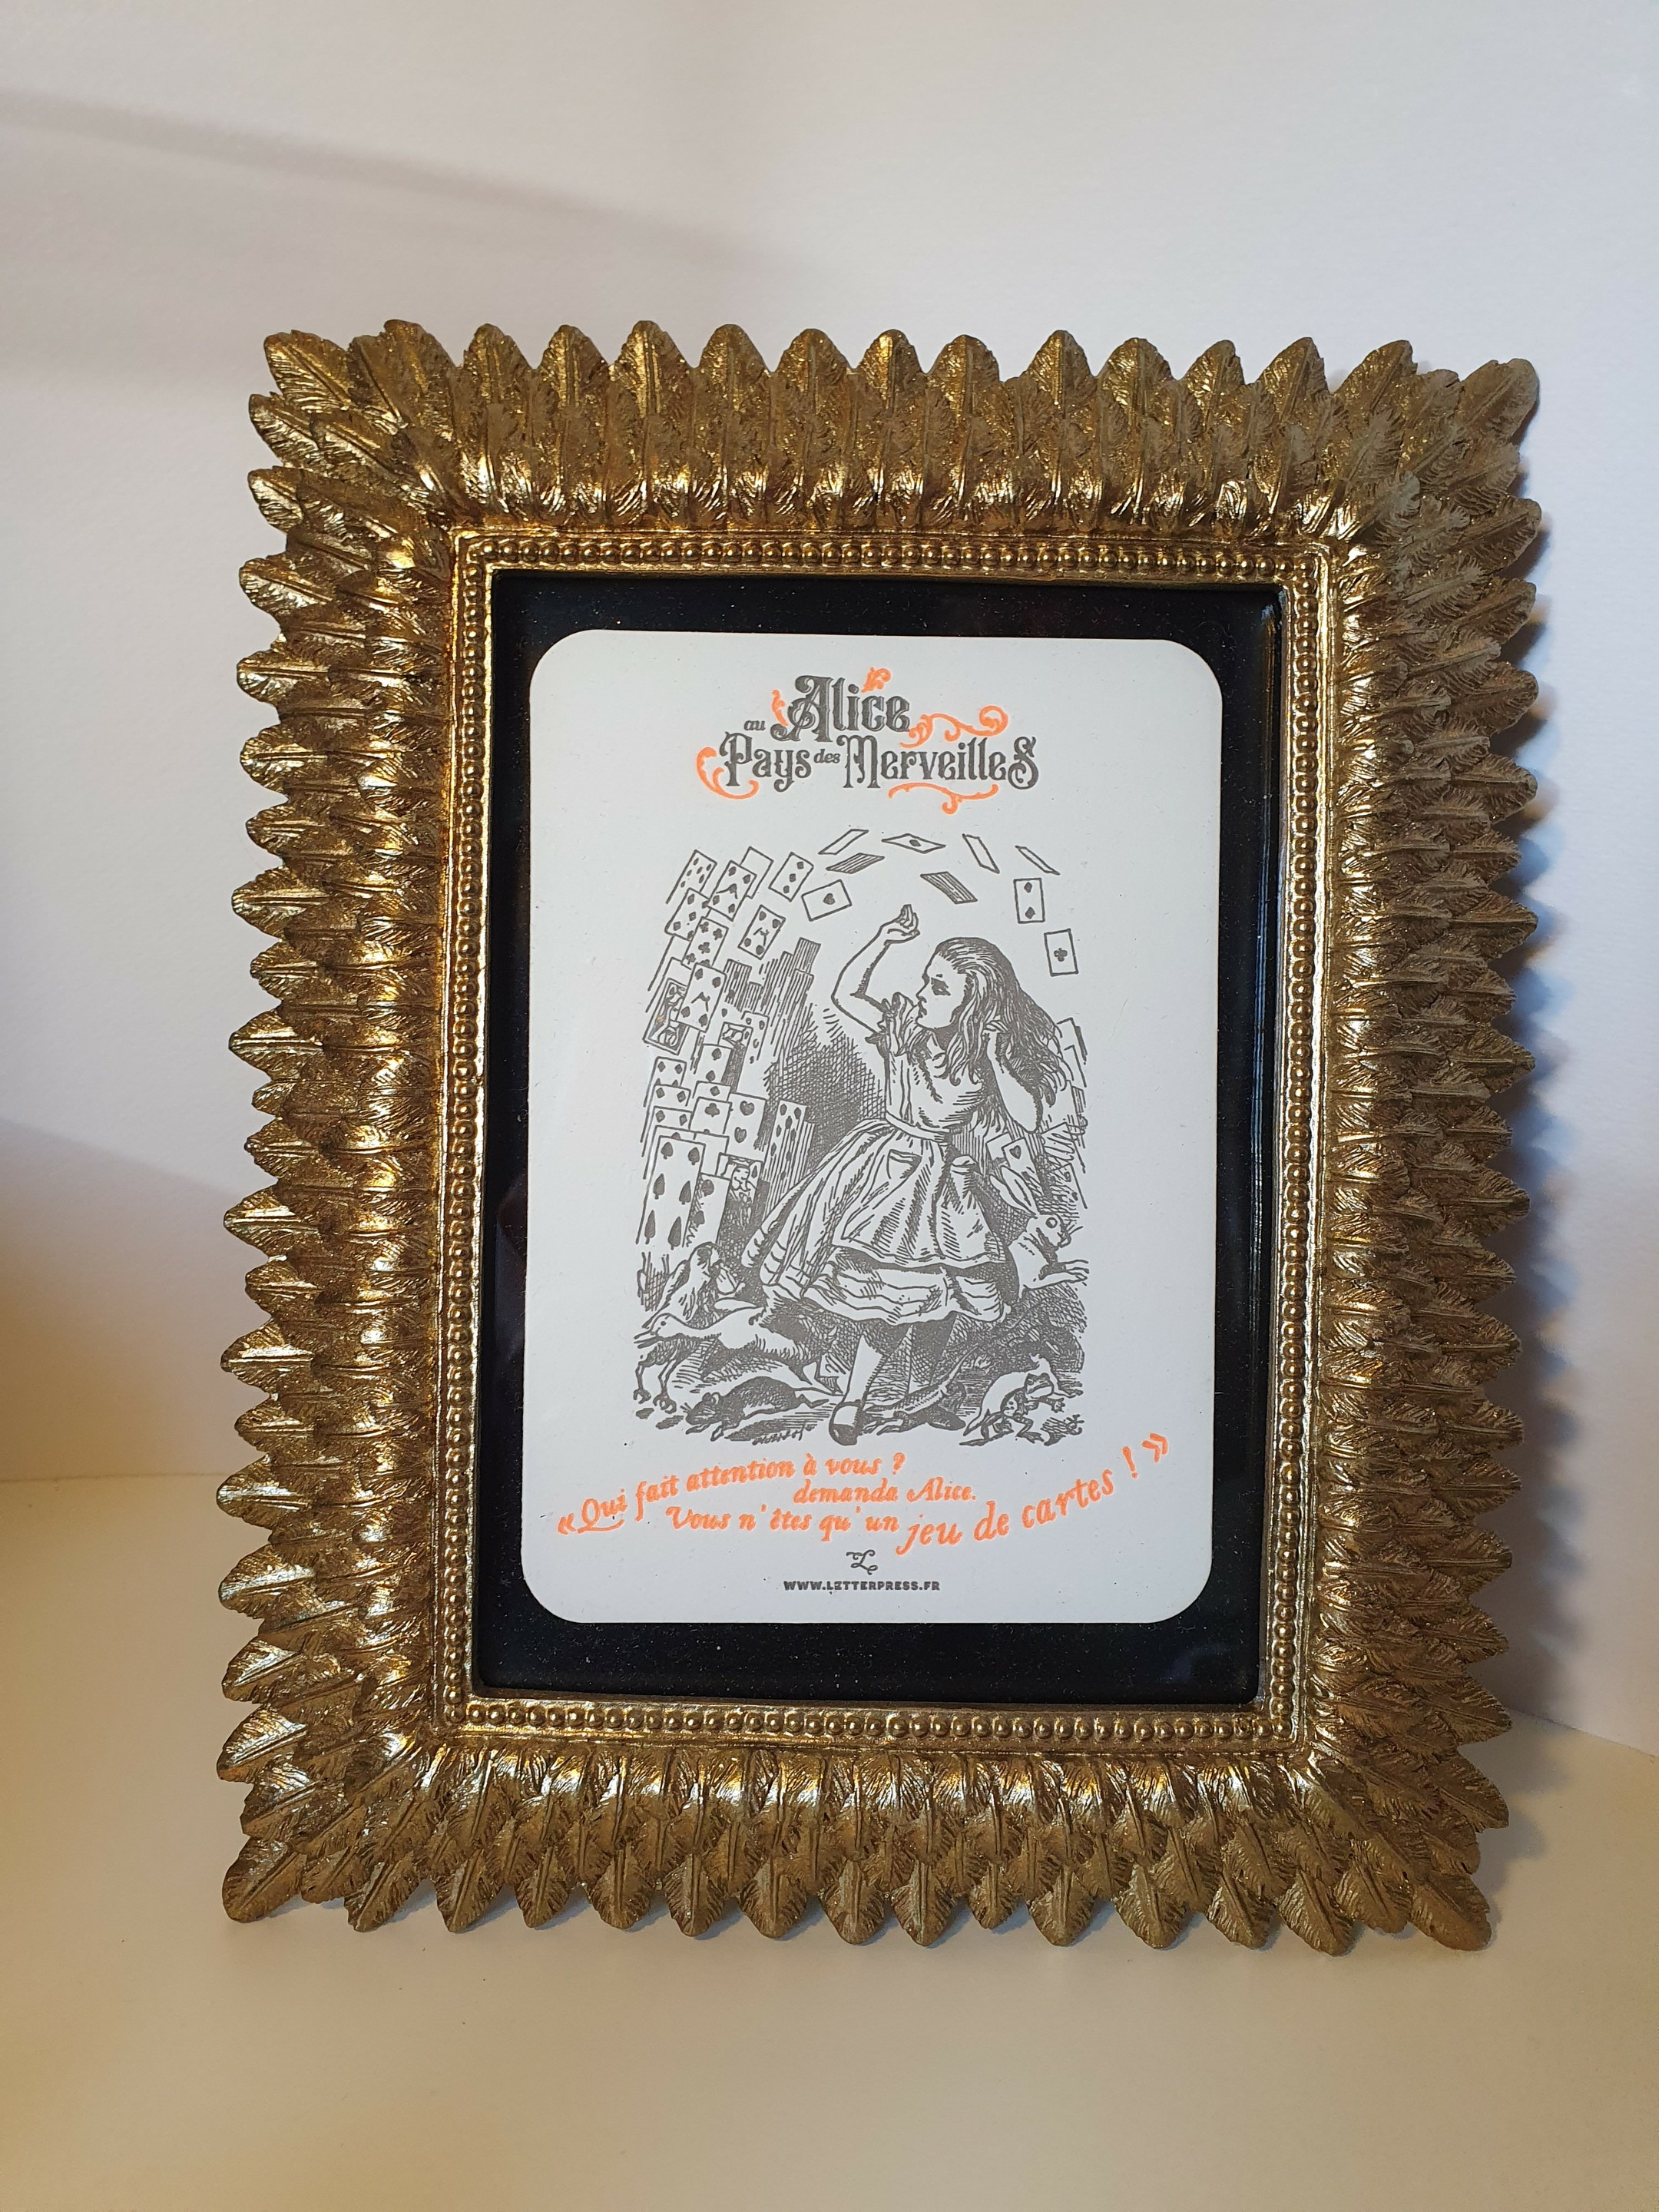 Alice
au
Pays des Merveilles
« Qui fait attention à vous ?
demanda Alice.
Vous n'êtes qu'un jeu de cartes ! »
L
WWW.LZTTERPRESS.FR